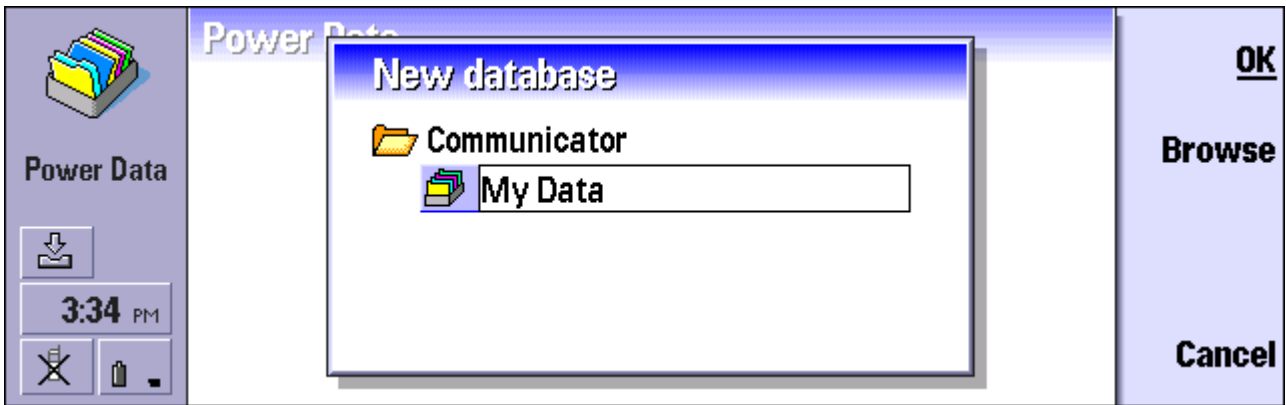 Power Data
New database
Communicator
My Data
Power Data
3:34 PM
OK
Browse
Cancel